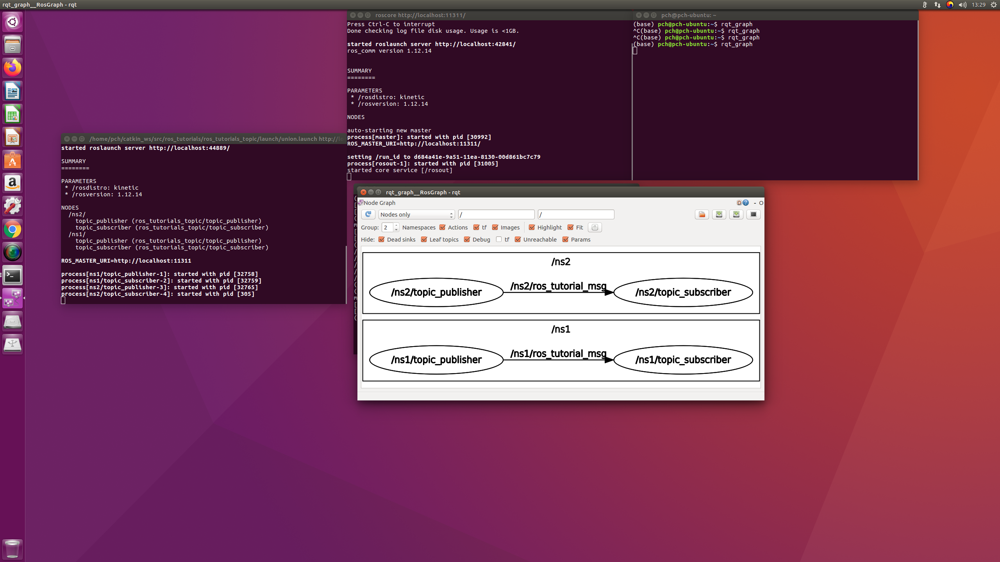 rqt_graph__RosGraph - rqt
13:29
roscore http://localhost:11311/
Press Ctrl-C to interrupt
Done checking log file disk usage. Usage is <1GB.
started roslaunch server http://localhost:42841/
ros_comm version 1.12.14
SUMMARY
========
PARAMETERS
* /rosdistro: kinetic
* /rosversion: 1.12.14
NODES
auto-starting new master
process[master]: started with pid [30992]
ROS_MASTER_URI=http://localhost:11311/
setting /run_id to d684a41e-9a51-11ea-8130-00d861bc7c79
process[rosout-1]: started with pid [31005]
started core service [/rosout]
pch@pch-ubuntu: ~
(base) pch@pch-ubuntu:~$ rqt_graph
^C(base) pch@pch-ubuntu:~$ rqt_graph
^C(base) pch@pch-ubuntu:~$ rqt_graph
(base) pch@pch-ubuntu:~$ rqt_graph
/home/pch/catkin_ws/src/ros_tutorials/ros_tutorials_topic/launch/union.launch http://lo
started roslaunch server http://localhost:44889/
SUMMARY
========
PARAMETERS
* /rosdistro: kinetic
* /rosversion: 1.12.14
NODES
/ns2/
topic_publisher (ros_tutorials_topic/topic_publisher)
topic_subscriber (ros_tutorials_topic/topic_subscriber)
/ns1/
topic_publisher (ros_tutorials_topic/topic_publisher)
topic_subscriber (ros_tutorials_topic/topic_subscriber)
ROS_MASTER_URI=http://localhost:11311
process[ns1/topic_publisher-1]: started with pid [32758]
process[ns1/topic_subscriber-2]: started with pid [32759]
process[ns2/topic_publisher-3]: started with pid [32765]
process[ns2/topic_subscriber-4]: started with pid [305]
rqt_graph__RosGraph - rqt
Node Graph
D ? - O
Nodes only / /
Group: 2 Namespaces Actions tf Images Highlight Fit
Hide: Dead sinks Leaf topics Debug tf Unreachable Params
/ns2
/ns2/topic_publisher /ns2/ros_tutorial_msg /ns2/topic_subscriber
/ns1
/ns1/topic_publisher /ns1/ros_tutorial_msg /ns1/topic_subscriber